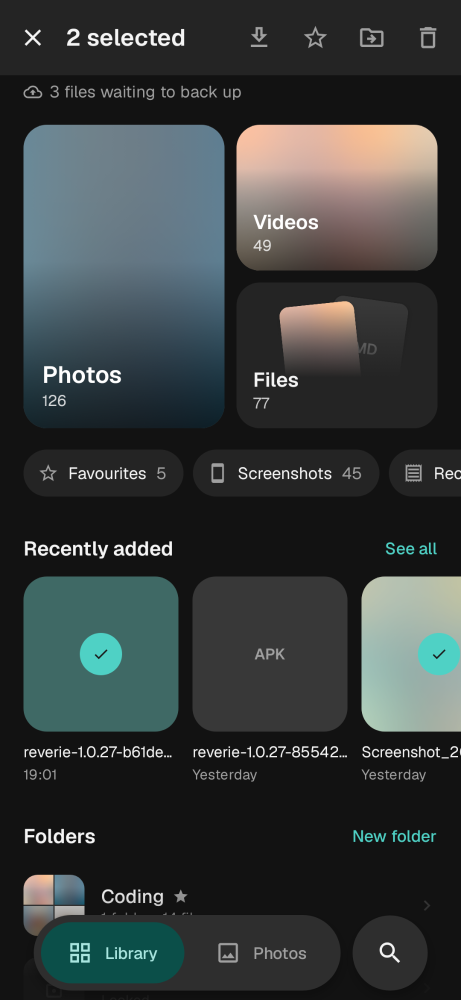 2 selected
3 files waiting to back up
Videos
49
Photos
126
MD
Files
77
Favourites 5
Screenshots 45
Recently added
See all
APK
reverie-1.0.27-b61de...
19:01
reverie-1.0.27-85542...
Yesterday
Yesterday
Folders
New folder
Coding
Library
Photos